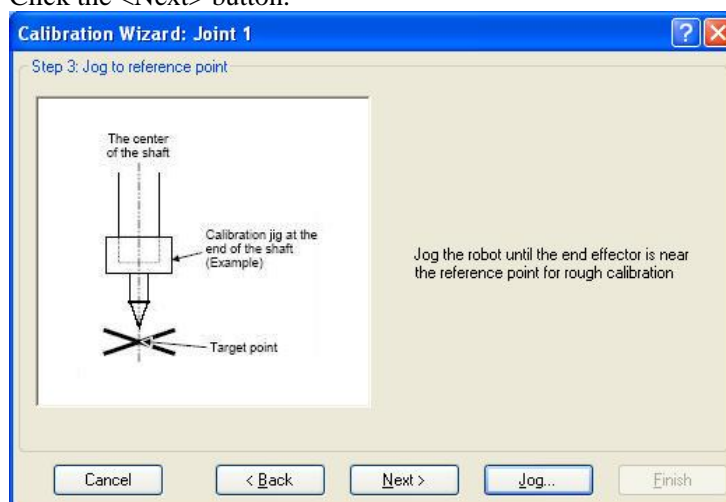 Click the <Next> button.
Calibration Wizard: Joint 1
Step 3: Jog to reference point
The center
of the shaft
Calibration jig at the
end of the shaft
(Example)
Target point
Jog the robot until the end effector is near
the reference point for rough calibration
Cancel
< Back
Next >
Jog...
Finish